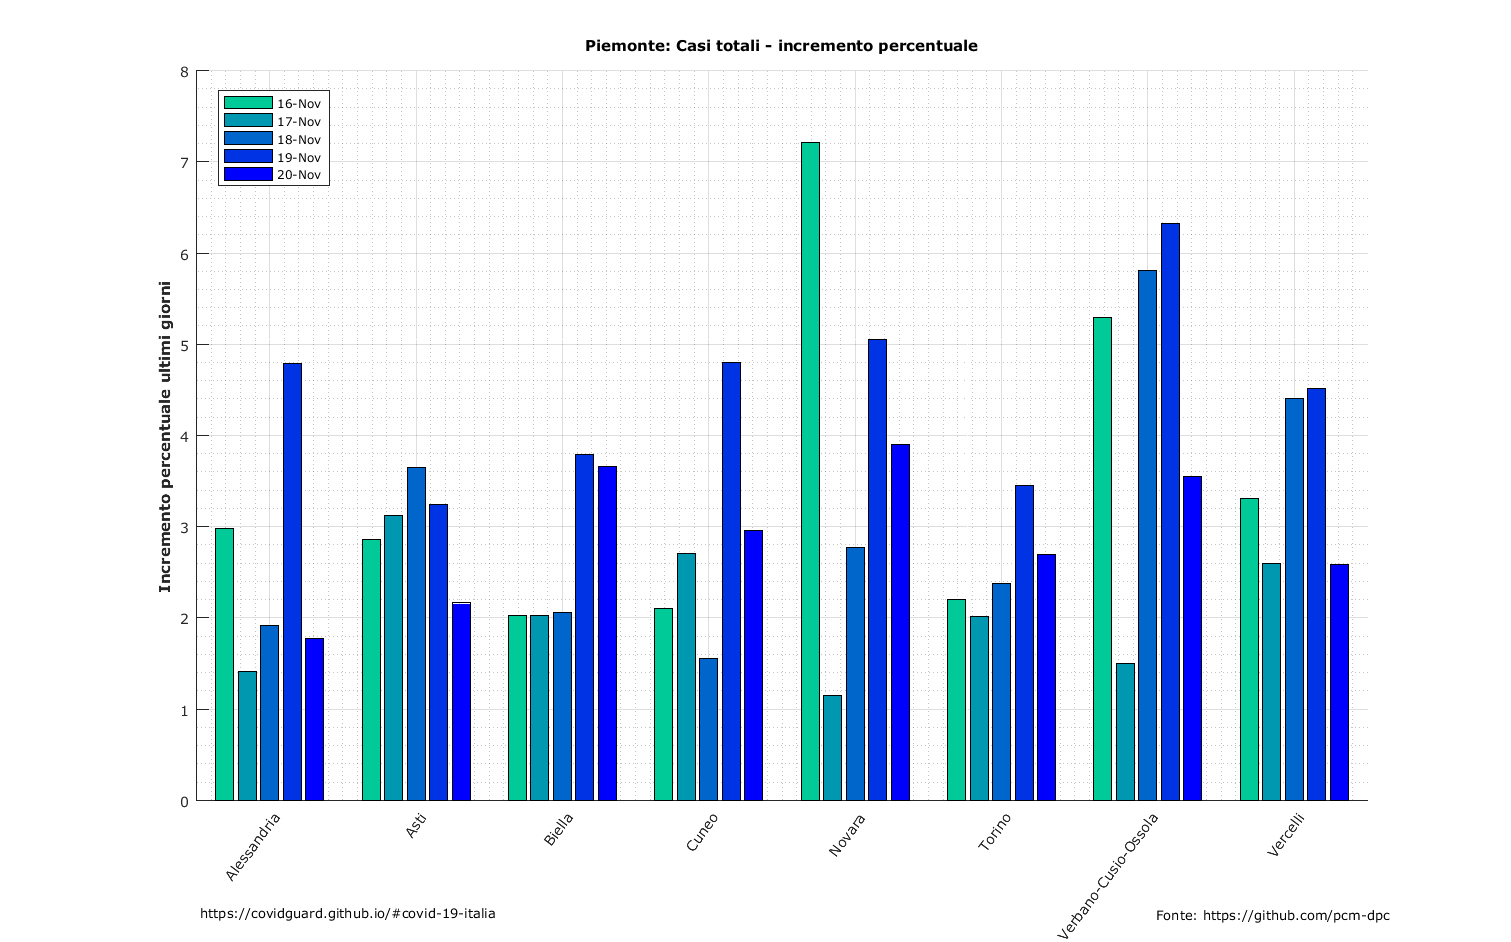 Piemonte: Casi totali - incremento percentuale
8
7
6
5
4
3
2
1
0
Incremento percentuale ultimi giorni
16-Nov
17-Nov
18-Nov
19-Nov
20-Nov
Alessandria
Asti
Biella
Cuneo
Novara
Torino
Verbano-Cusio-Ossola
Vercelli
https://covidguard.github.io/#covid-19-italia
Fonte: https://github.com/pcm-dpc